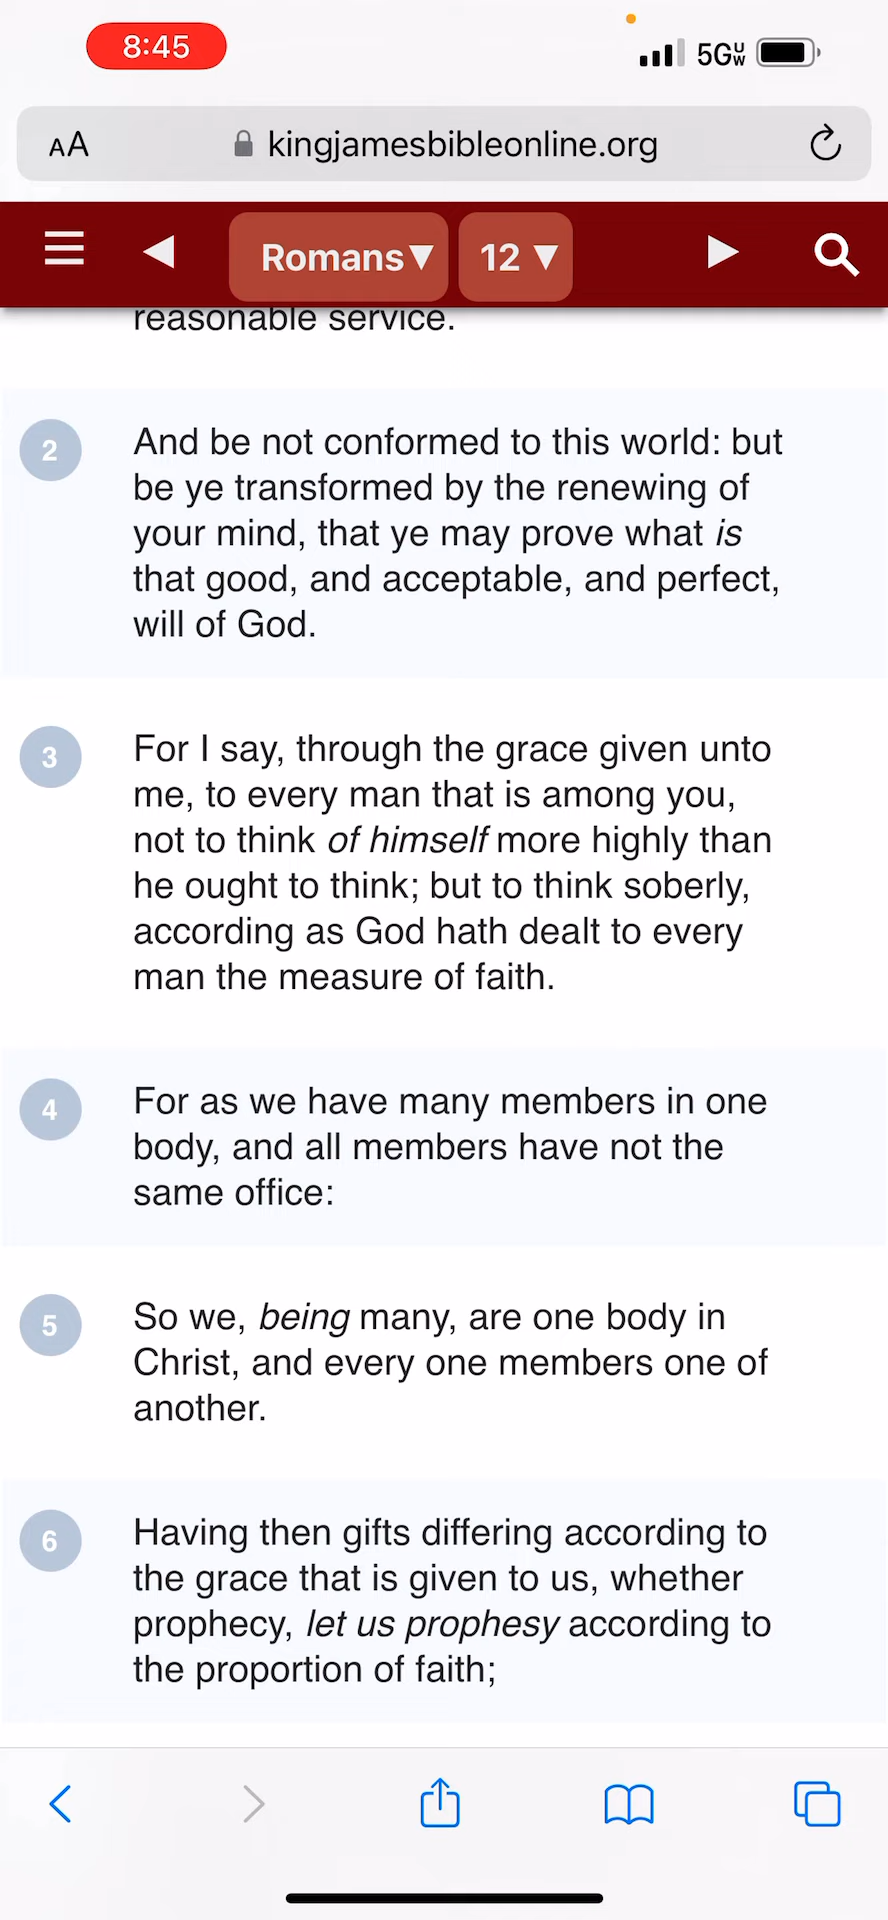 8:45
5GUW
AA
kingjamesbibleonline.org
Romans ▼ 12 ▼
reasonable service.
2
And be not conformed to this world: but
be ye transformed by the renewing of
your mind, that ye may prove what is
that good, and acceptable, and perfect,
will of God.
3
For I say, through the grace given unto
me, to every man that is among you,
not to think of himself more highly than
he ought to think; but to think soberly,
according as God hath dealt to every
man the measure of faith.
4
For as we have many members in one
body, and all members have not the
same office:
5
So we, being many, are one body in
Christ, and every one members one of
another.
6
Having then gifts differing according to
the grace that is given to us, whether
prophecy, let us prophesy according to
the proportion of faith;